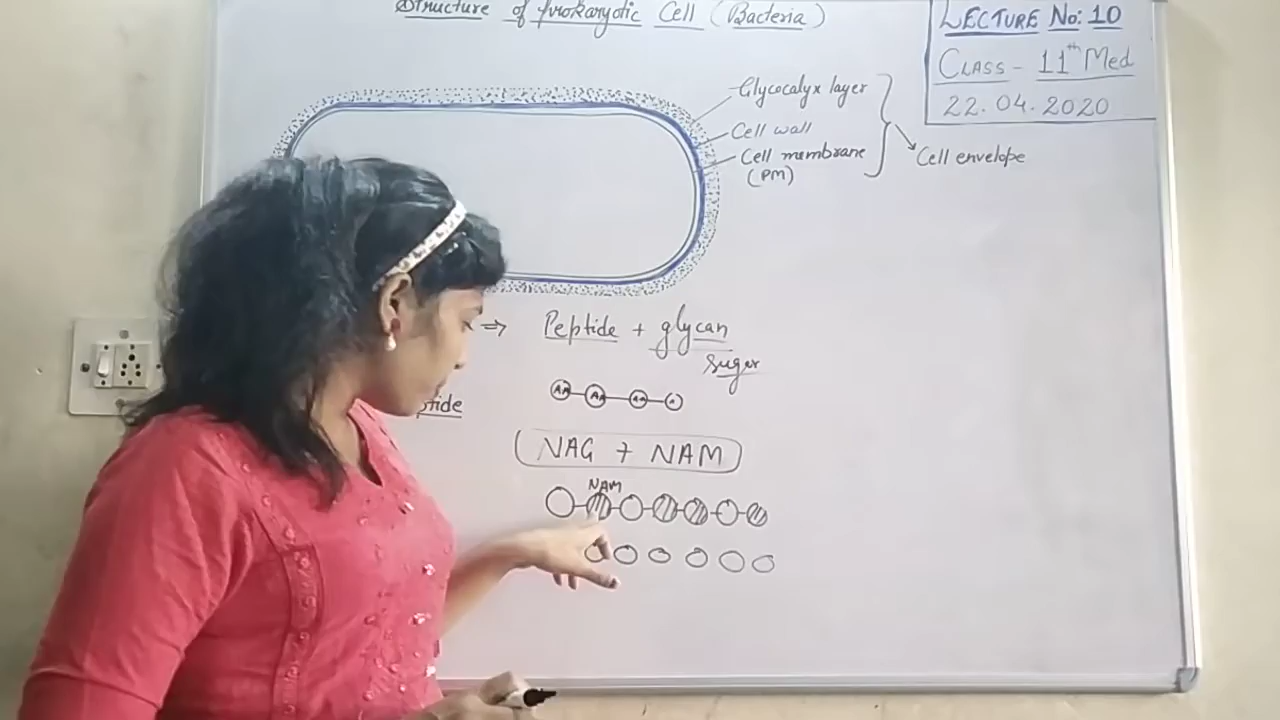 Structure of Prokaryotic Cell (Bacteria)
LECTURE No: 10
CLASS - 11th Med
22.04.2020
Glycocalyx layer
Cell wall
Cell membrane
(PM)
Cell envelope
⇒ Peptide + glycan
sugar
tide
AA AA AA
NAG + NAM
NAM